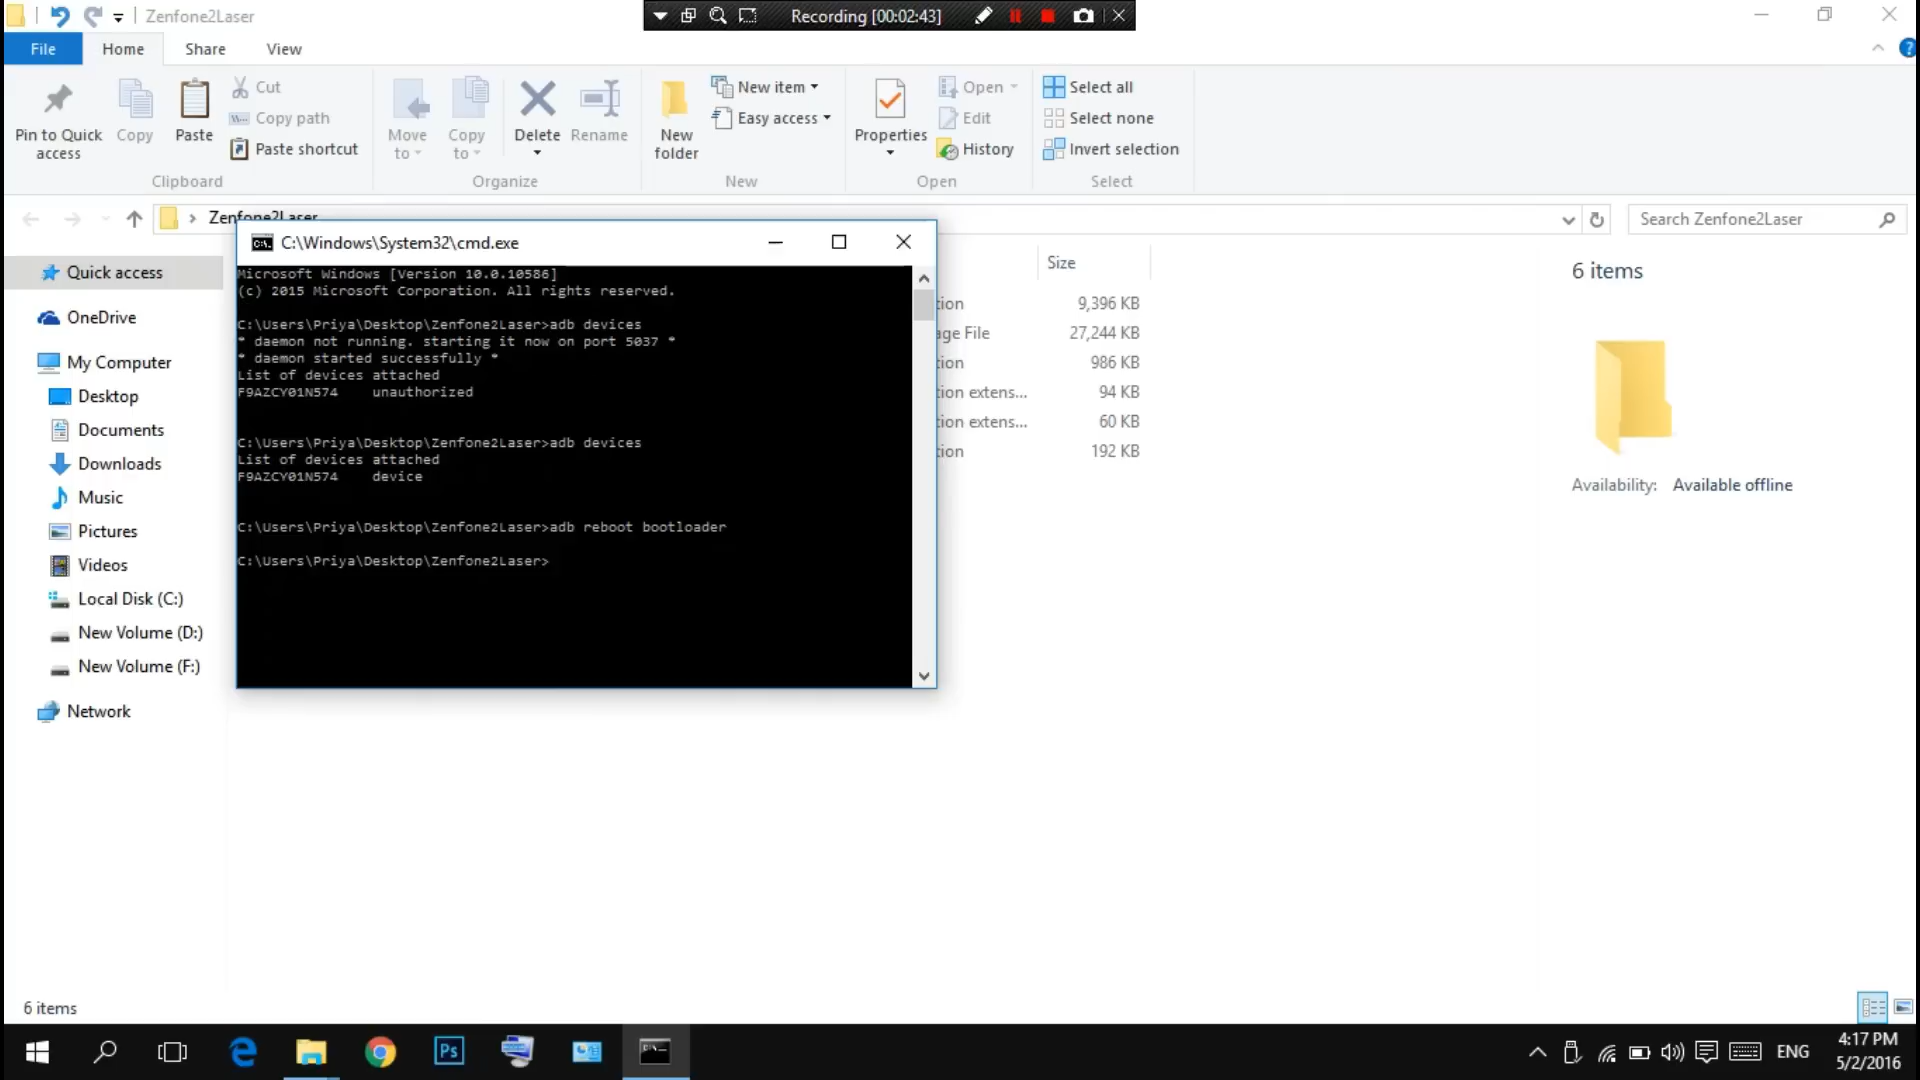 Zenfone2Laser
Recording [00:02:43]
File
Home
Share
View
Pin to Quick
access
Copy
Paste
Cut
Copy path
Paste shortcut
Clipboard
Move
to
Copy
to
Delete
Rename
Organize
New
folder
New item
Easy access
New
Properties
Open
Edit
History
Open
Select all
Select none
Invert selection
Select
Zenfone2Laser
Search Zenfone2Laser
C:\Windows\System32\cmd.exe
Microsoft Windows [Version 10.0.10586]
(c) 2015 Microsoft Corporation. All rights reserved.
C:\Users\Priya\Desktop\Zenfone2Laser>adb devices
* daemon not running. starting it now on port 5037 *
* daemon started successfully *
List of devices attached
F9AZCY01N574 unauthorized
C:\Users\Priya\Desktop\Zenfone2Laser>adb devices
List of devices attached
F9AZCY01N574 device
C:\Users\Priya\Desktop\Zenfone2Laser>adb reboot bootloader
C:\Users\Priya\Desktop\Zenfone2Laser>
Quick access
OneDrive
My Computer
Desktop
Documents
Downloads
Music
Pictures
Videos
Local Disk (C:)
New Volume (D:)
New Volume (F:)
Network
Size
tion 9,396 KB
age File 27,244 KB
tion 986 KB
tion extens... 94 KB
tion extens... 60 KB
tion 192 KB
6 items
Availability: Available offline
6 items
Ps
ENG
4:17 PM
5/2/2016